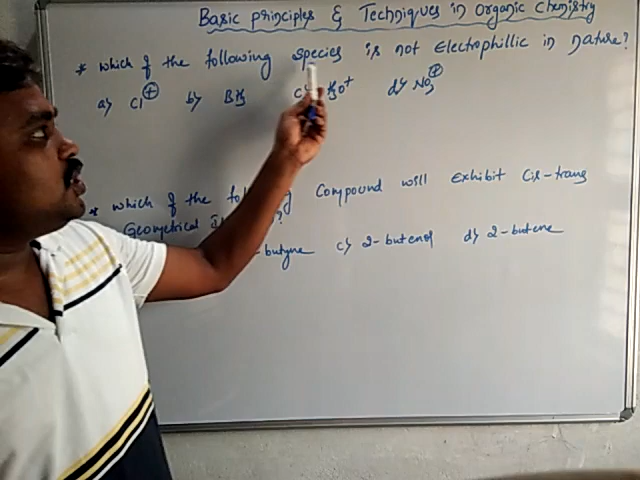 Basic principles & Techniques in organic chemistry
* which of the following species is not Electrophillic in nature?
a) Cl⊕ b) BH₃ c) H₃O⁺ d) NO₂⊕
* which of the compound will exhibit Cis-trans
Geometrical ?
-butyne c) 2-butenol d) 2-butene